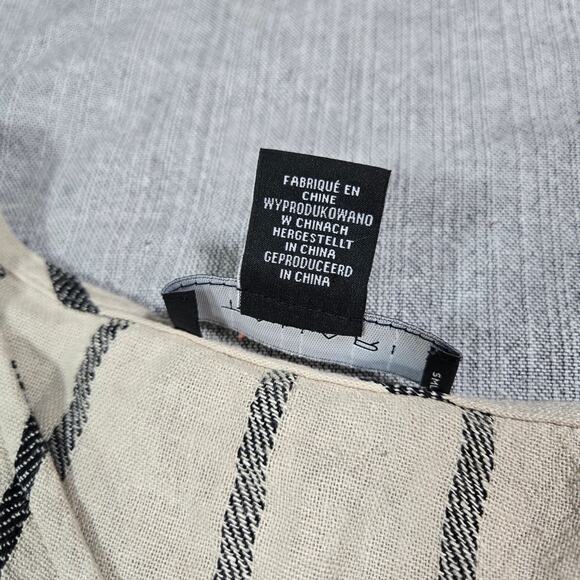 FABRIQUÉ EN
CHINE
WYPRODUKOWANO
W CHINACH
HERGESTELLT
IN CHINA
GEPRODUCEERD
IN CHINA